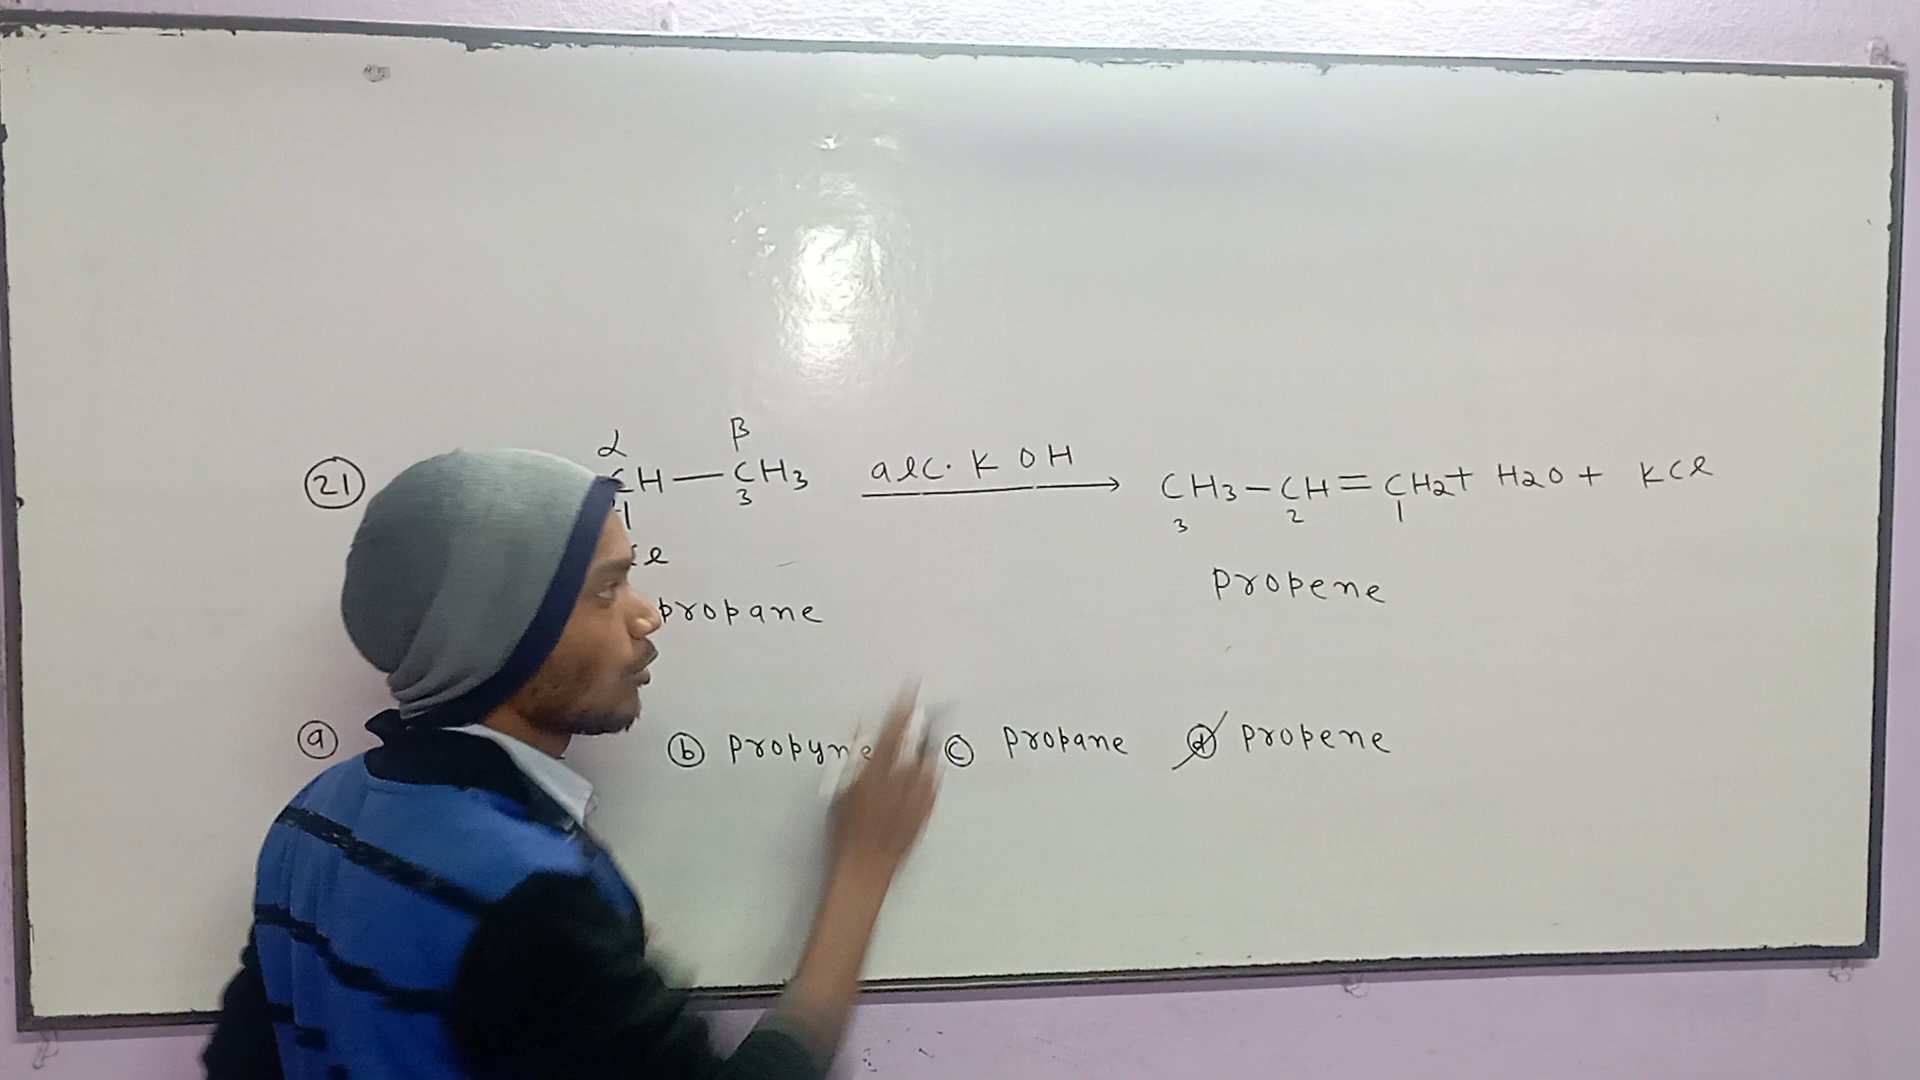 α β
(21) CH — CH3 alc. KOH → CH3 — CH = CH2 + H2O + KCl
3 3 2 1
propane propene
(a) (b) propyne (c) propane (d) propene